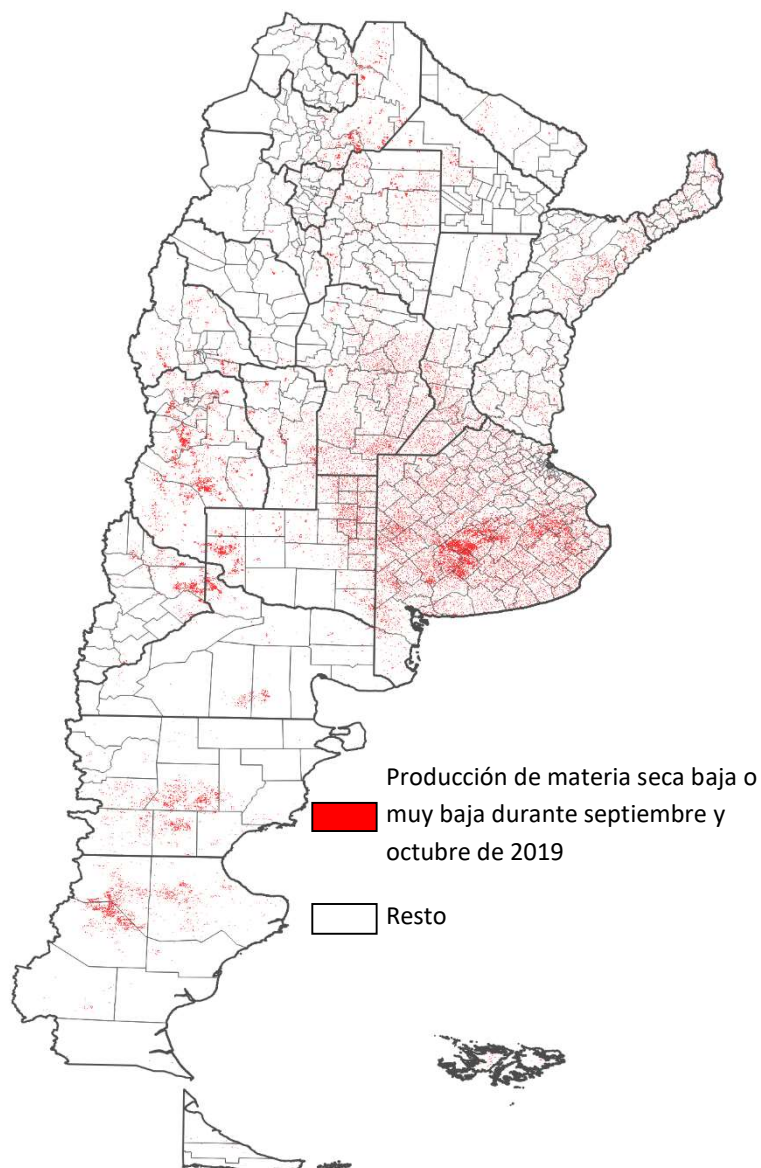 Producción de materia seca baja o
muy baja durante septiembre y
octubre de 2019
Resto